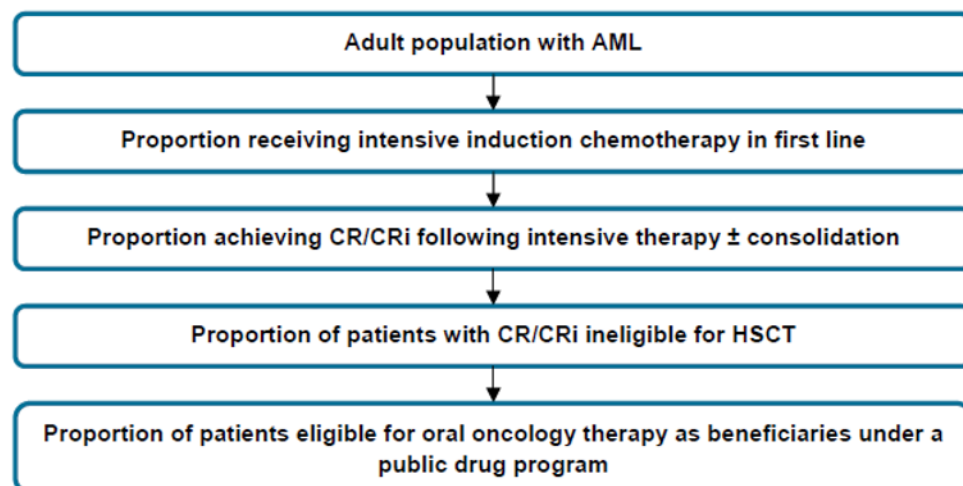 Adult population with AML
Proportion receiving intensive induction chemotherapy in first line
Proportion achieving CR/CRi following intensive therapy ± consolidation
Proportion of patients with CR/CRi ineligible for HSCT
Proportion of patients eligible for oral oncology therapy as beneficiaries under a
public drug program